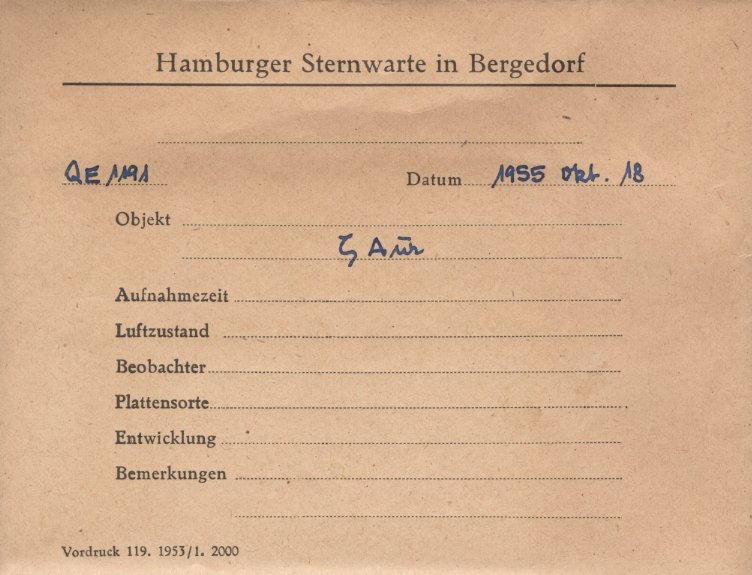 Hamburger Sternwarte in Bergedorf
QE 1191 Datum 1955 Okt. 18
Objekt
ζ Aur
Aufnahmezeit
Luftzustand
Beobachter
Plattensorte
Entwicklung
Bemerkungen
Vordruck 119. 1953/1. 2000